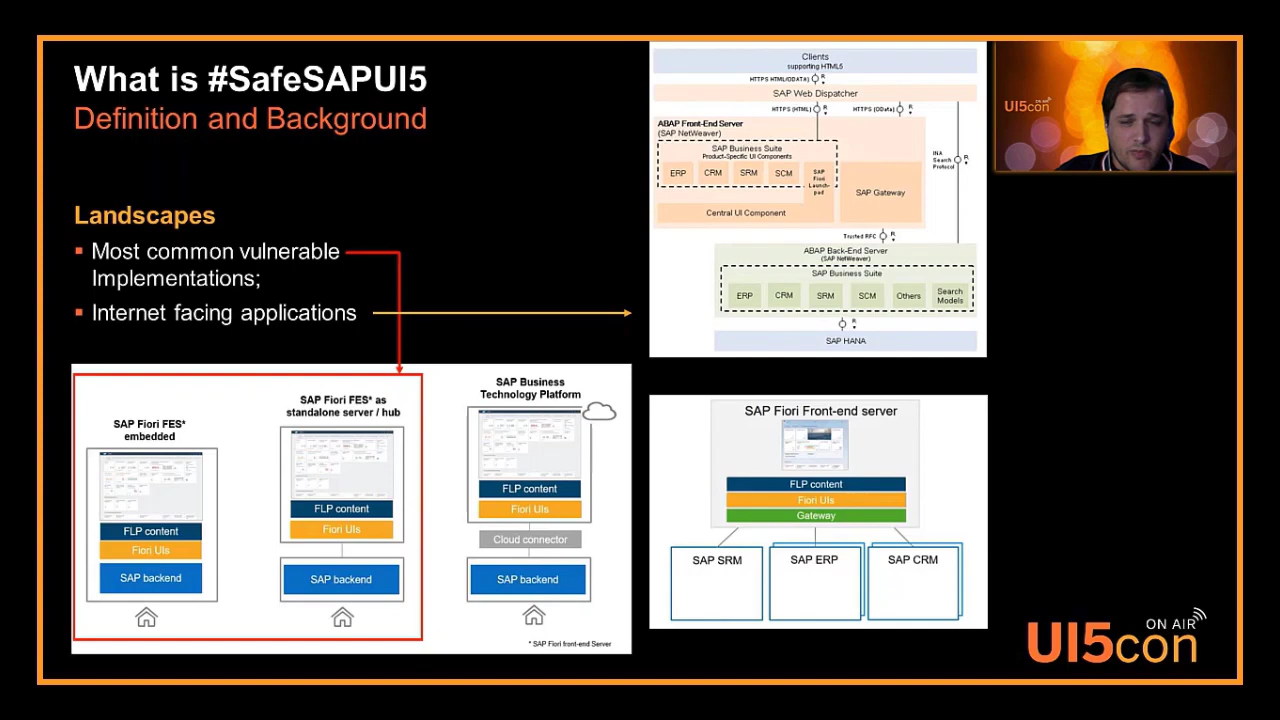 What is #SafeSAPUI5
Definition and Background
Landscapes
▪ Most common vulnerable
Implementations;
▪ Internet facing applications
Clients
supporting HTML5
HTTPS HTML/ODATA)
R
SAP Web Dispatcher
HTTPS (HTML)
R
HTTPS (OData)
R
ABAP Front-End Server
(SAP NetWeaver)
SAP Business Suite
Product-Specific UI Components
ERP
CRM
SRM
SCM
SAP
Fiori
Launch-
pad
SAP Gateway
Central UI Component
INA
Search
Protocol
R
Trusted RFC
R
ABAP Back-End Server
(SAP NetWeaver)
SAP Business Suite
ERP
CRM
SRM
SCM
Others
Search
Models
R
SAP HANA
UI5con
SAP Fiori FES*
embedded
FLP content
Fiori UIs
SAP backend
SAP Fiori FES* as
standalone server / hub
FLP content
Fiori UIs
SAP backend
SAP Business
Technology Platform
FLP content
Fiori UIs
Cloud connector
SAP backend
* SAP Fiori front-end Server
SAP Fiori Front-end server
FLP content
Fiori UIs
Gateway
SAP SRM
SAP ERP
SAP CRM
ON AIR
UI5con